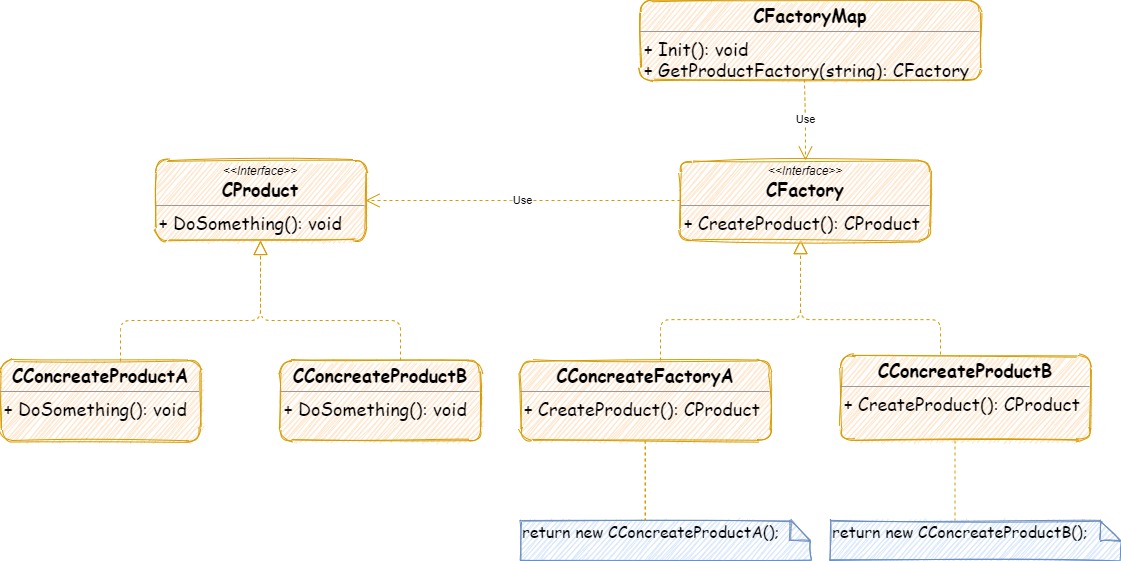 CFactoryMap
+ Init(): void
+ GetProductFactory(string): CFactory
Use
<<Interface>>
CProduct
+ DoSomething(): void
Use
<<Interface>>
CFactory
+ CreateProduct(): CProduct
CConcreateProductA
+ DoSomething(): void
CConcreateProductB
+ DoSomething(): void
CConcreateFactoryA
+ CreateProduct(): CProduct
CConcreateProductB
+ CreateProduct(): CProduct
return new CConcreateProductA();
return new CConcreateProductB();